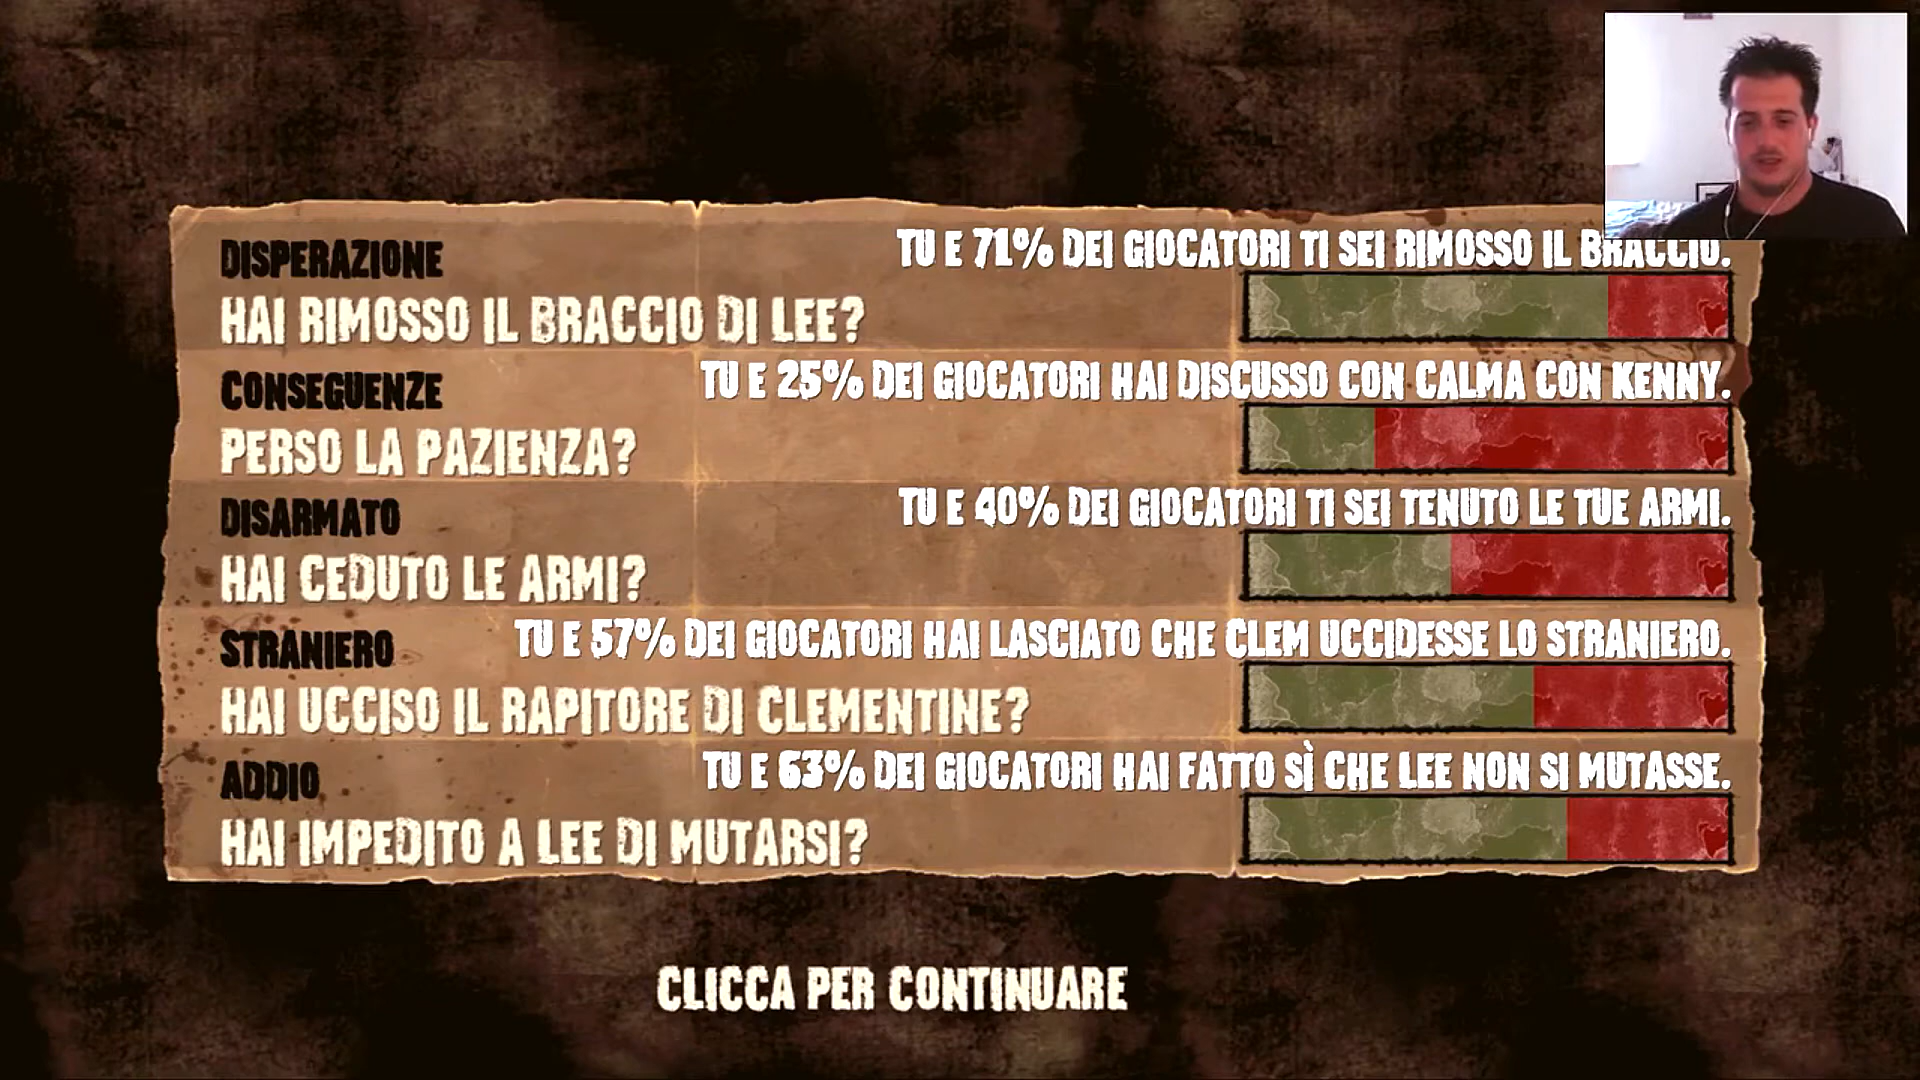 DISPERAZIONE
TU E 71% DEI GIOCATORI TI SEI RIMOSSO IL BRACCIO.
HAI RIMOSSO IL BRACCIO DI LEE?
CONSEGUENZE
TU E 25% DEI GIOCATORI HAI DISCUSSO CON CALMA CON KENNY.
PERSO LA PAZIENZA?
DISARMATO
TU E 40% DEI GIOCATORI TI SEI TENUTO LE TUE ARMI.
HAI CEDUTO LE ARMI?
STRANIERO
TU E 57% DEI GIOCATORI HAI LASCIATO CHE CLEM UCCIDESSE LO STRANIERO.
HAI UCCISO IL RAPITORE DI CLEMENTINE?
ADDIO
TU E 63% DEI GIOCATORI HAI FATTO SÌ CHE LEE NON SI MUTASSE.
HAI IMPEDITO A LEE DI MUTARSI?
CLICCA PER CONTINUARE